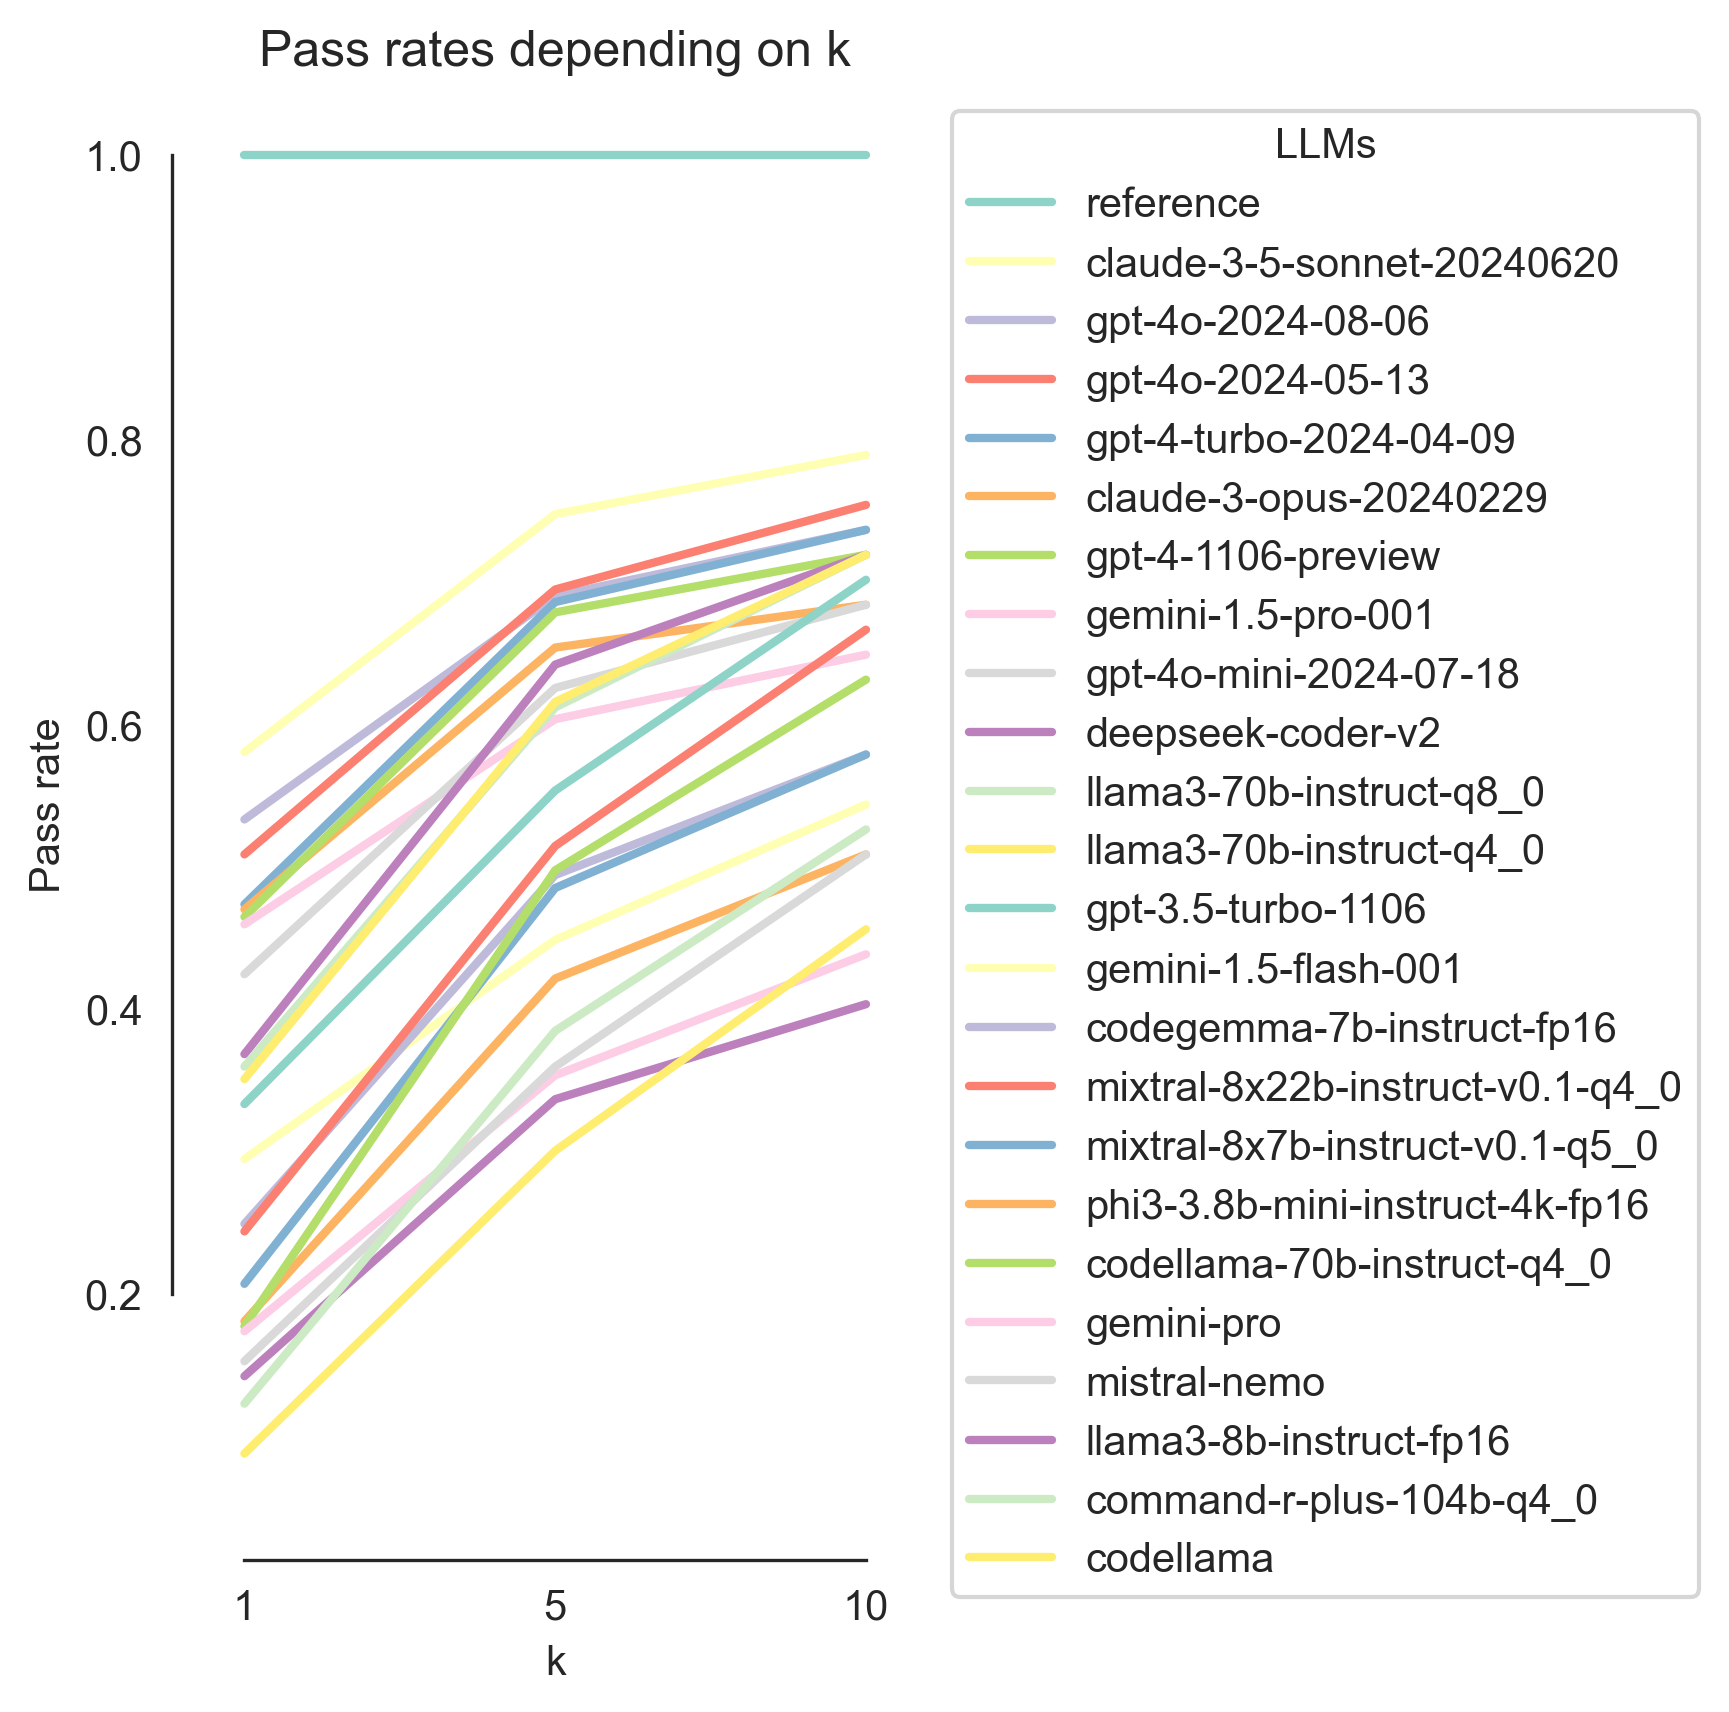 Pass rates depending on k
1.0
0.8
0.6
0.4
0.2
Pass rate
1 5 10
k
LLMs
reference
claude-3-5-sonnet-20240620
gpt-4o-2024-08-06
gpt-4o-2024-05-13
gpt-4-turbo-2024-04-09
claude-3-opus-20240229
gpt-4-1106-preview
gemini-1.5-pro-001
gpt-4o-mini-2024-07-18
deepseek-coder-v2
llama3-70b-instruct-q8_0
llama3-70b-instruct-q4_0
gpt-3.5-turbo-1106
gemini-1.5-flash-001
codegemma-7b-instruct-fp16
mixtral-8x22b-instruct-v0.1-q4_0
mixtral-8x7b-instruct-v0.1-q5_0
phi3-3.8b-mini-instruct-4k-fp16
codellama-70b-instruct-q4_0
gemini-pro
mistral-nemo
llama3-8b-instruct-fp16
command-r-plus-104b-q4_0
codellama